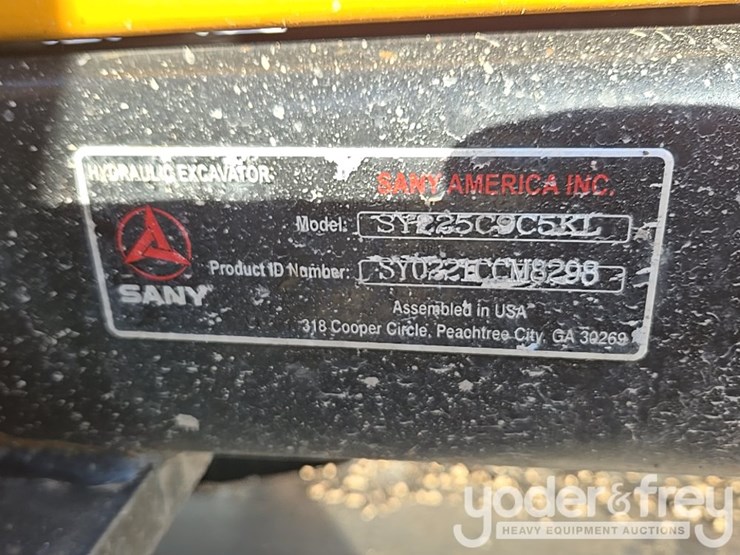 HYDRAULIC EXCAVATOR
SANY AMERICA INC.
Model: SY225C9C5KL
SANY
Product ID Number:
Assembled in USA
318 Cooper Circle, Peachtree City, GA 30269
yoder&frey
HEAVY EQUIPMENT AUCTIONS